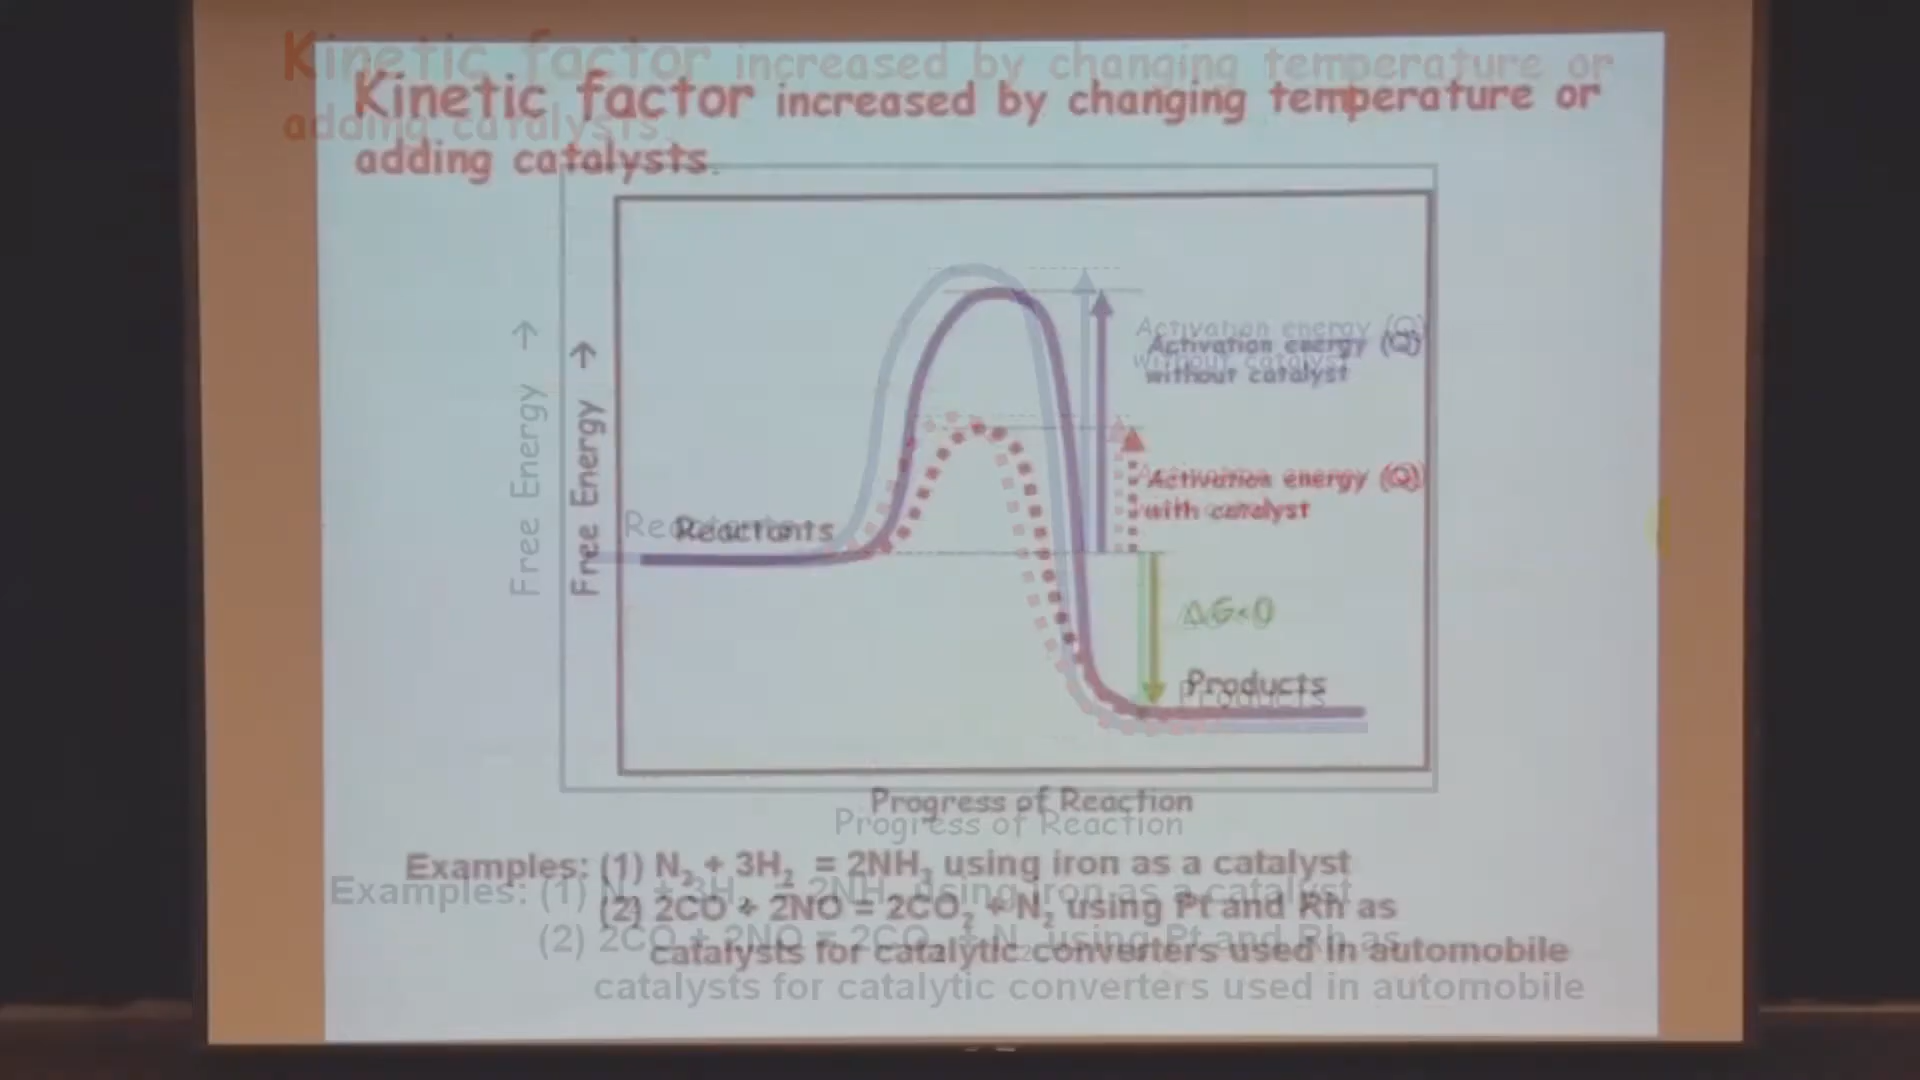 Kinetic factor increased by changing temperature or
adding catalysts.
Free Energy →
Activation energy (Q)
without catalyst
Activation energy (Q)
with catalyst
Reactants
ΔG<0
Products
Progress of Reaction
Examples: (1) N₂ + 3H₂ = 2NH₃ using iron as a catalyst
(2) 2CO + 2NO = 2CO₂ + N₂ using Pt and Rh as
catalysts for catalytic converters used in automobile